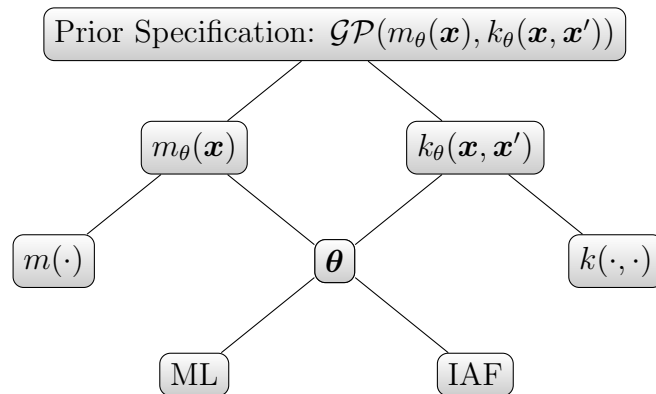 Prior Specification: 𝒢𝒫(m_θ(𝒙), k_θ(𝒙, 𝒙′))
m_θ(𝒙) k_θ(𝒙, 𝒙′)
m(·) 𝜽 k(·, ·)
ML IAF